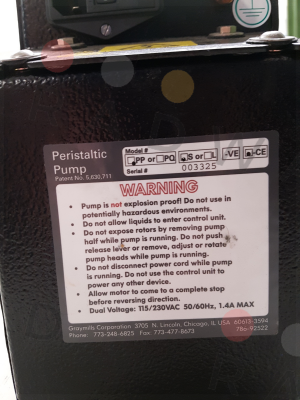 Peristaltic
Pump
Patent No. 5,630,711
Model #
PP or PQ S or L -VE -CE
Serial # 003325
WARNING
• Pump is not explosion proof! Do not use in
potentially hazardous environments.
• Do not allow liquids to enter control unit.
• Do not expose rotors by removing pump
half while pump is running. Do not push
release lever or remove, adjust or rotate
pump heads while pump is running.
• Do not disconnect power cord while pump
is running. Do not use the control unit to
power any other device.
• Allow motor to come to a complete stop
before reversing direction.
• Dual Voltage: 115/230VAC 50/60Hz, 1.4A MAX
Graymills Corporation 3705 N. Lincoln, Chicago, IL USA 60613-3594
Phone: 773-248-6825 Fax: 773-477-8673 786-92522